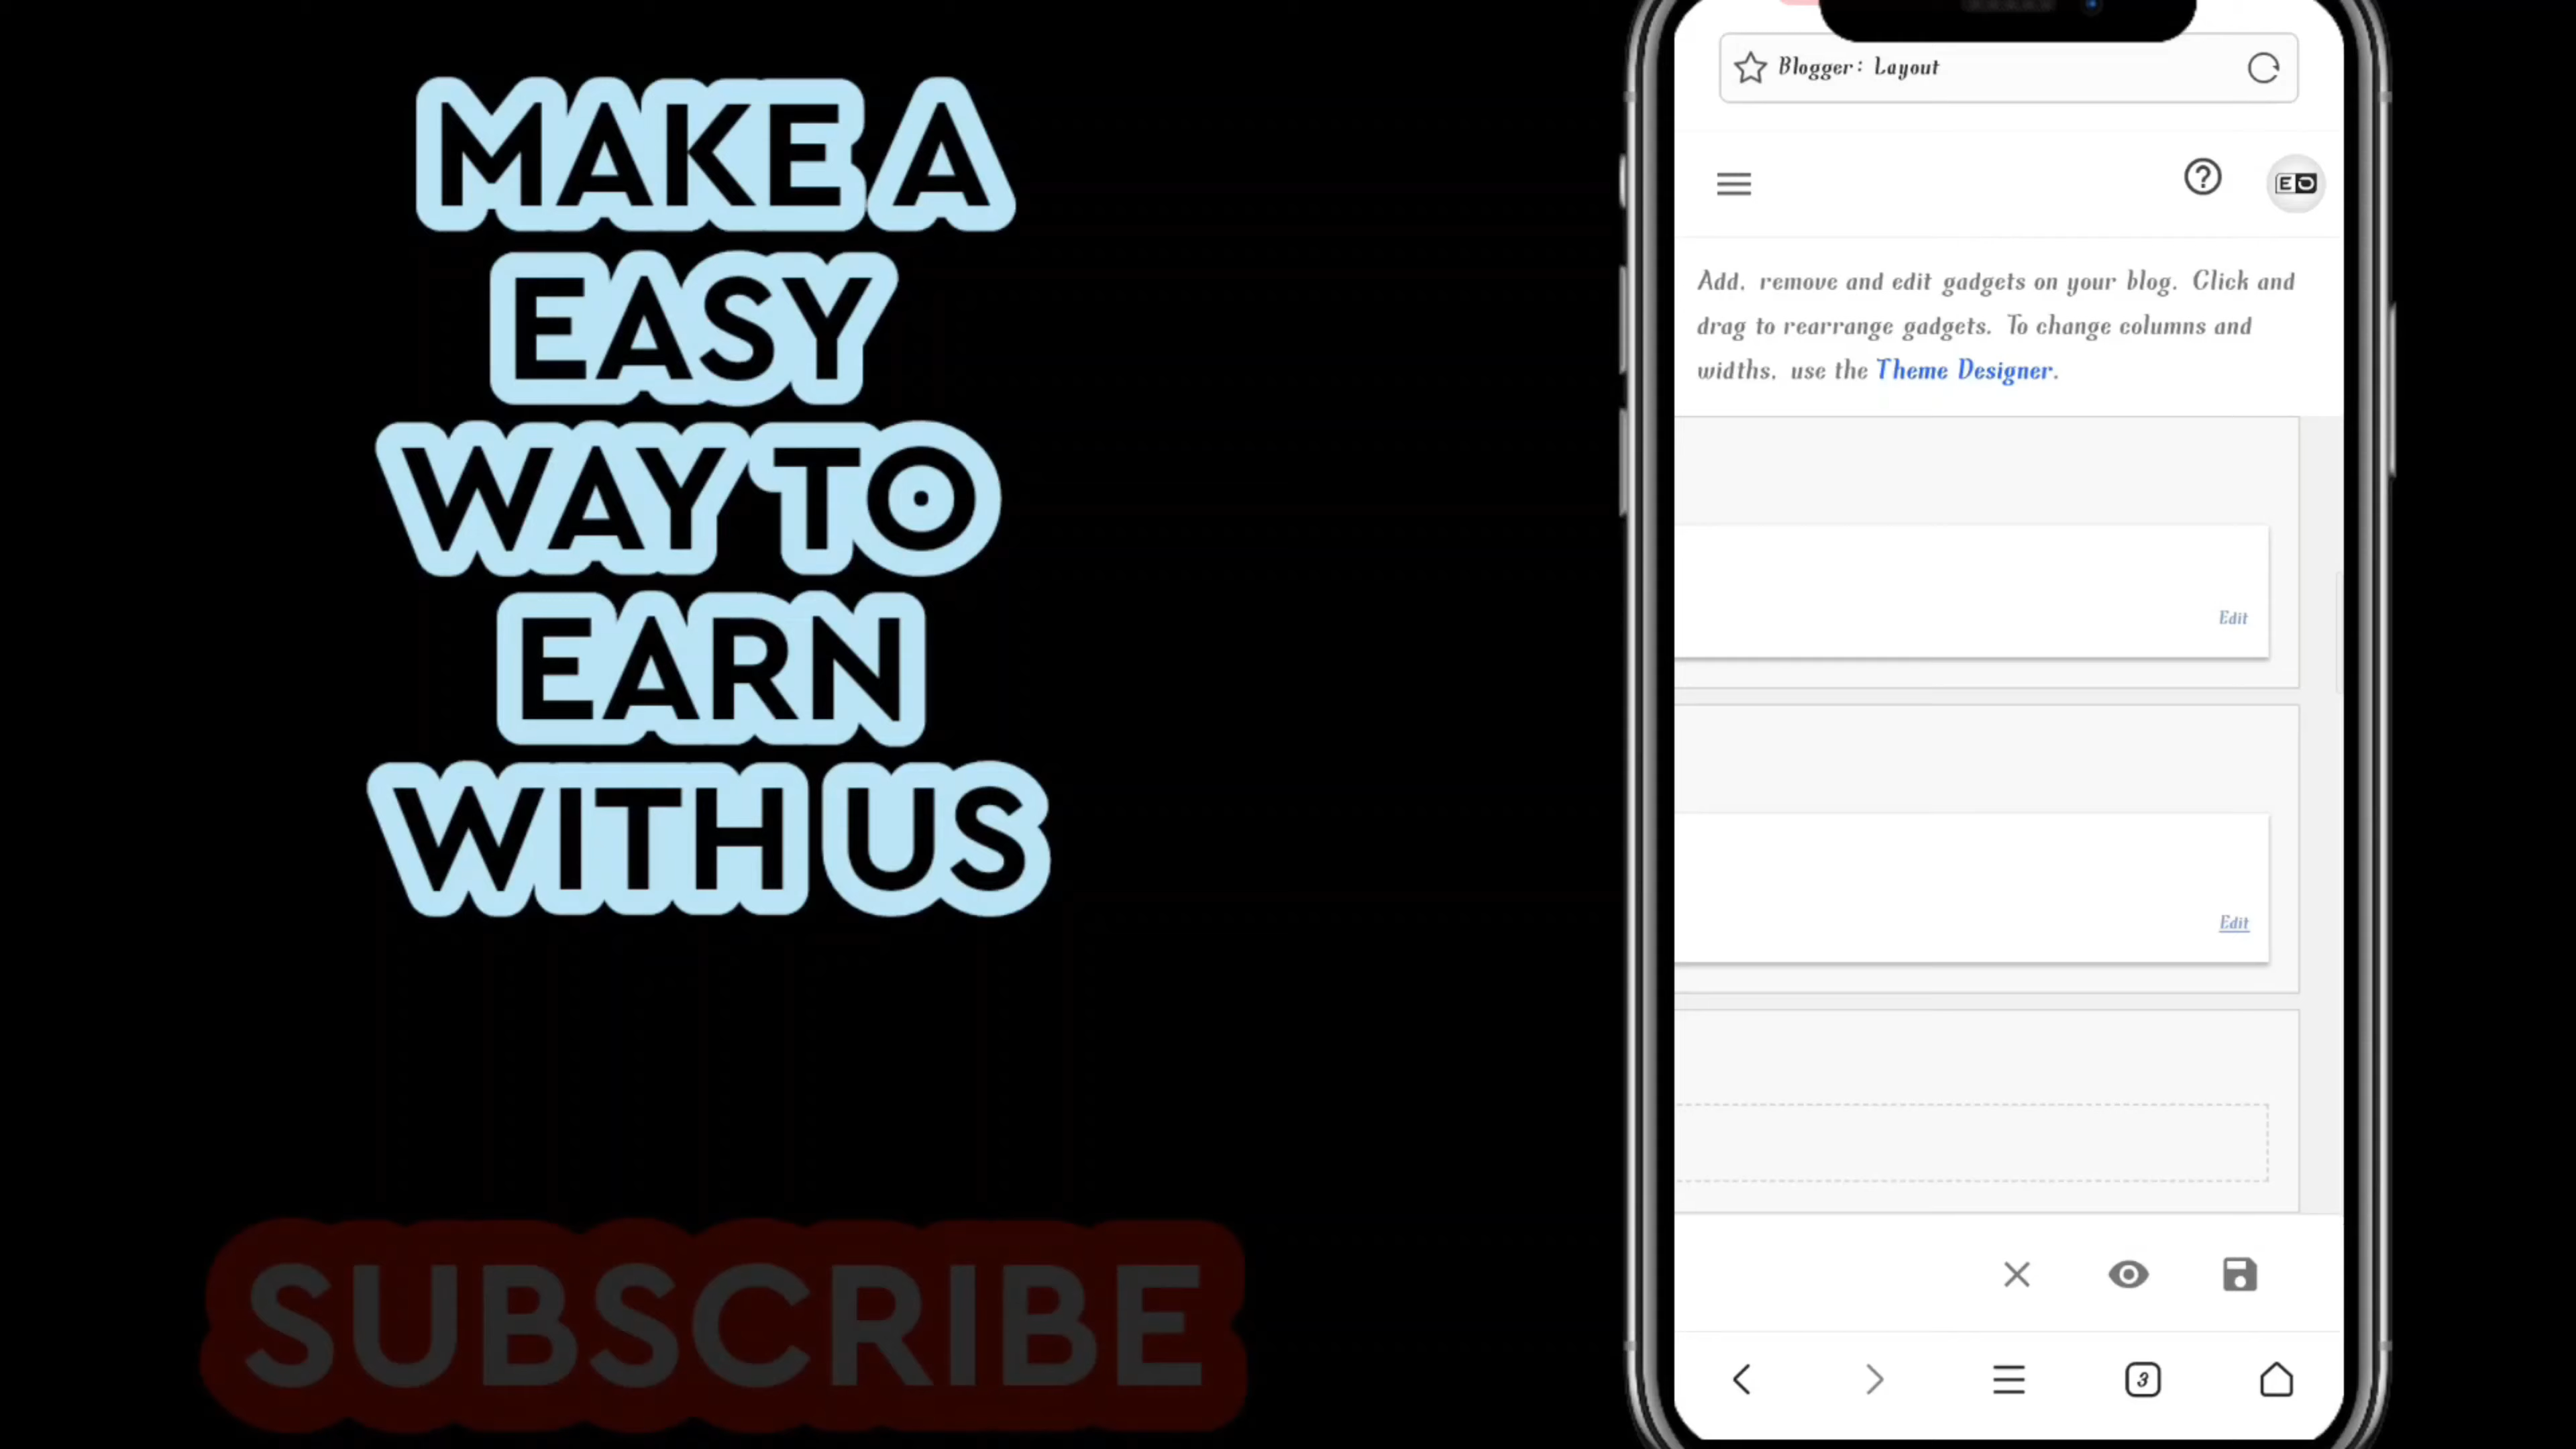 MAKE A
EASY
WAY TO
EARN
WITH US
SUBSCRIBE
Blogger: Layout
EO
Add, remove and edit gadgets on your blog. Click and
drag to rearrange gadgets. To change columns and
widths, use the Theme Designer.
Edit
Edit
3